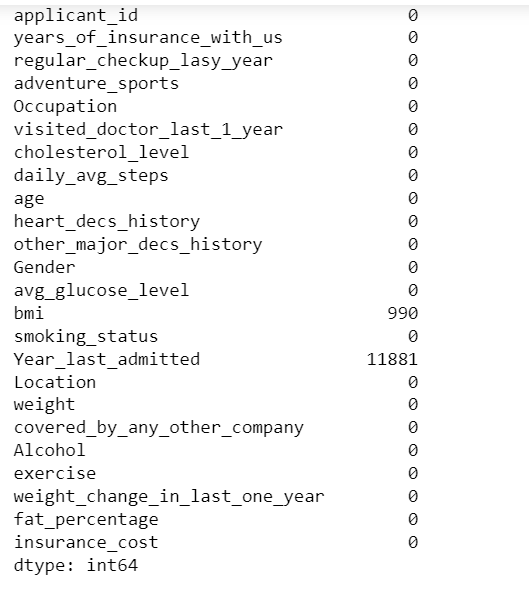 applicant_id 0
years_of_insurance_with_us 0
regular_checkup_lasy_year 0
adventure_sports 0
Occupation 0
visited_doctor_last_1_year 0
cholesterol_level 0
daily_avg_steps 0
age 0
heart_decs_history 0
other_major_decs_history 0
Gender 0
avg_glucose_level 0
bmi 990
smoking_status 0
Year_last_admitted 11881
Location 0
weight 0
covered_by_any_other_company 0
Alcohol 0
exercise 0
weight_change_in_last_one_year 0
fat_percentage 0
insurance_cost 0
dtype: int64